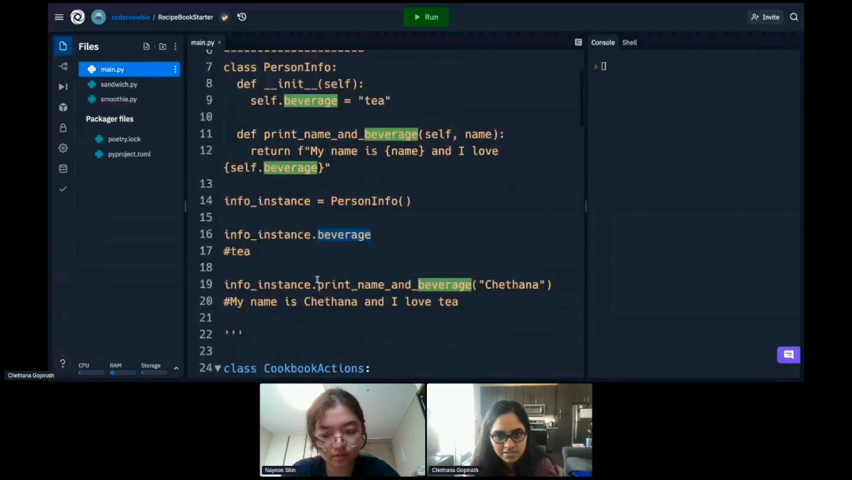 codernewbie / RecipeBookStarter
Run
Invite
Files
main.py
sandwich.py
smoothie.py
Packager files
poetry.lock
pyproject.toml
CPU
RAM
Storage
main.py
6 =====================
7 class PersonInfo:
8 def __init__(self):
9 self.beverage = "tea"
10
11 def print_name_and_beverage(self, name):
12 return f"My name is {name} and I love
{self.beverage}"
13
14 info_instance = PersonInfo()
15
16 info_instance.beverage
17 #tea
18
19 info_instance.print_name_and_beverage("Chethana")
20 #My name is Chethana and I love tea
21
22 '''
23
24 class CookbookActions:
Console
Shell
Chethana Gopinath
Nayeon Shin
Chethana Gopinath